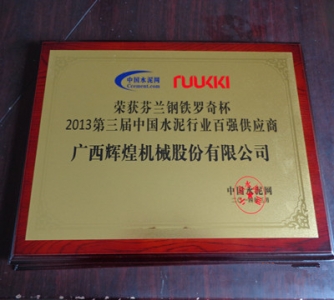 中国水泥网
Ccement.com
RUUKKI
荣获芬兰钢铁罗奇杯
2013第三届中国水泥行业百强供应商
广西辉煌机械股份有限公司
中国水泥网